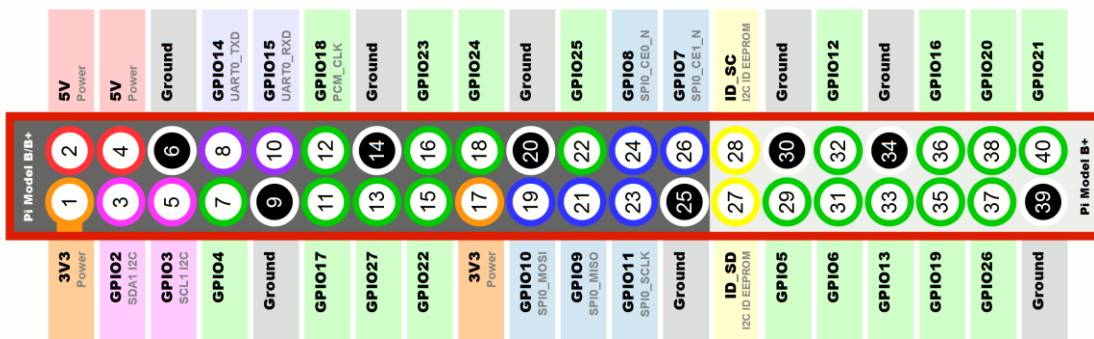 5V
Power
5V
Power
Ground
GPIO14
UART0_TXD
GPIO15
UART0_RXD
GPIO18
PCM_CLK
Ground
GPIO23
GPIO24
Ground
GPIO25
GPIO8
SPI0_CE0_N
GPIO7
SPI0_CE1_N
ID_SC
I2C ID EEPROM
Ground
GPIO12
Ground
GPIO16
GPIO20
GPIO21
Pi Model B/B+
2 4 6 8 10 12 14 16 18 20 22 24 26 28 30 32 34 36 38 40
1 3 5 7 9 11 13 15 17 19 21 23 25 27 29 31 33 35 37 39
Pi Model B+
3V3
Power
GPIO2
SDA1 I2C
GPIO3
SCL1 I2C
GPIO4
Ground
GPIO17
GPIO27
GPIO22
3V3
Power
GPIO10
SPI0_MOSI
GPIO9
SPI0_MISO
GPIO11
SPI0_SCLK
Ground
ID_SD
I2C ID EEPROM
GPIO5
GPIO6
GPIO13
GPIO19
GPIO26
Ground